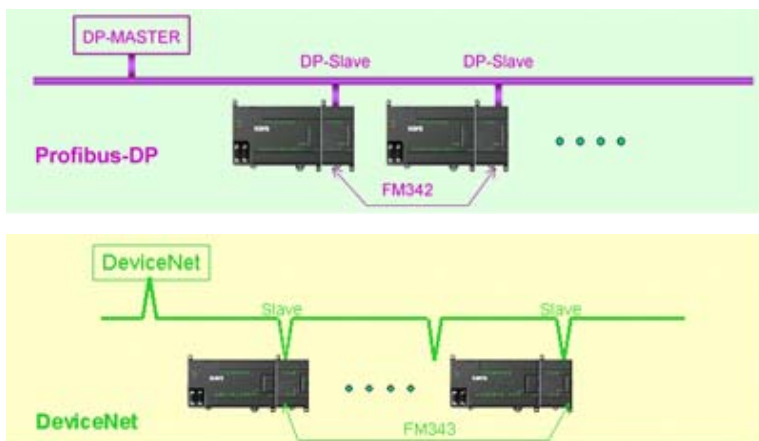 DP-MASTER
DP-Slave DP-Slave
Profibus-DP
FM342
DeviceNet
Slave Slave
DeviceNet
FM343